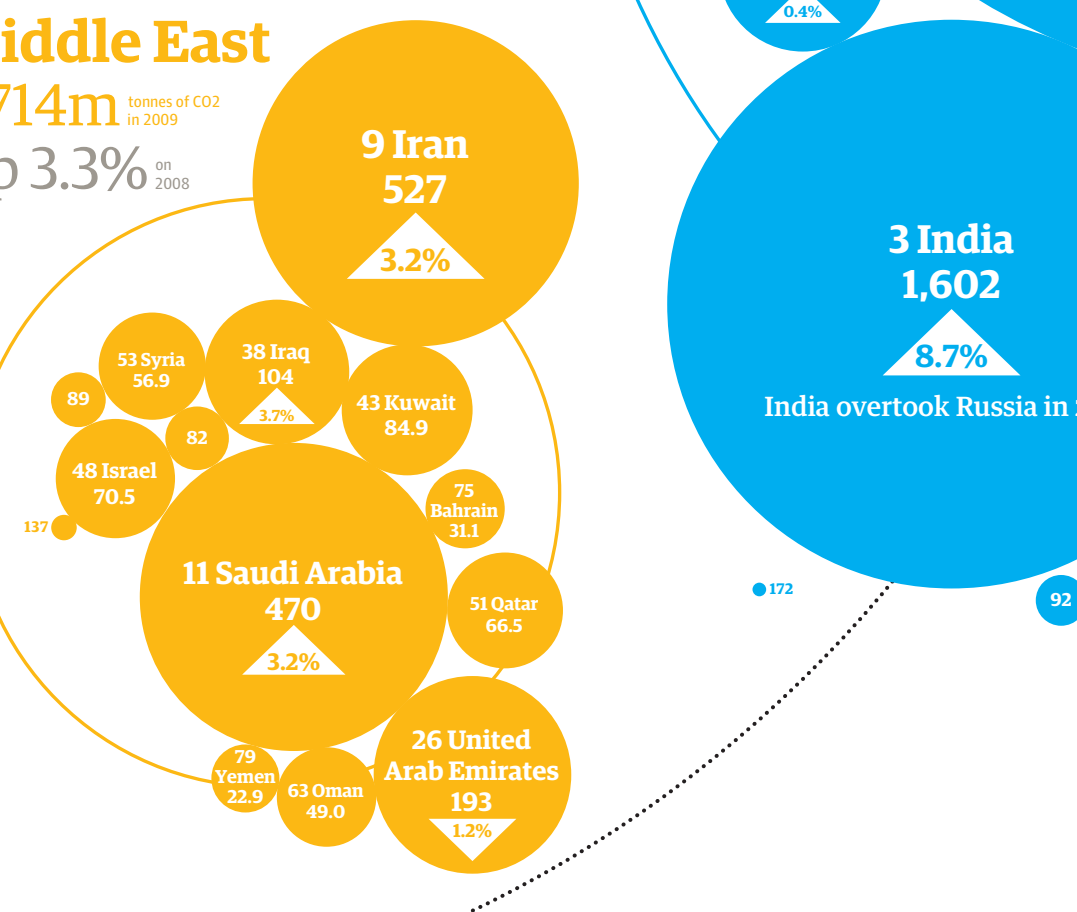 iddle East
714m tonnes of CO2
in 2009
p 3.3% on
2008
9 Iran
527
3.2%
38 Iraq
104
3.7%
53 Syria
56.9
89
82
43 Kuwait
84.9
48 Israel
70.5
137
75
Bahrain
31.1
11 Saudi Arabia
470
3.2%
51 Qatar
66.5
26 United
Arab Emirates
193
1.2%
79
Yemen
22.9
63 Oman
49.0
0.4%
3 India
1,602
8.7%
India overtook Russia in
172
92